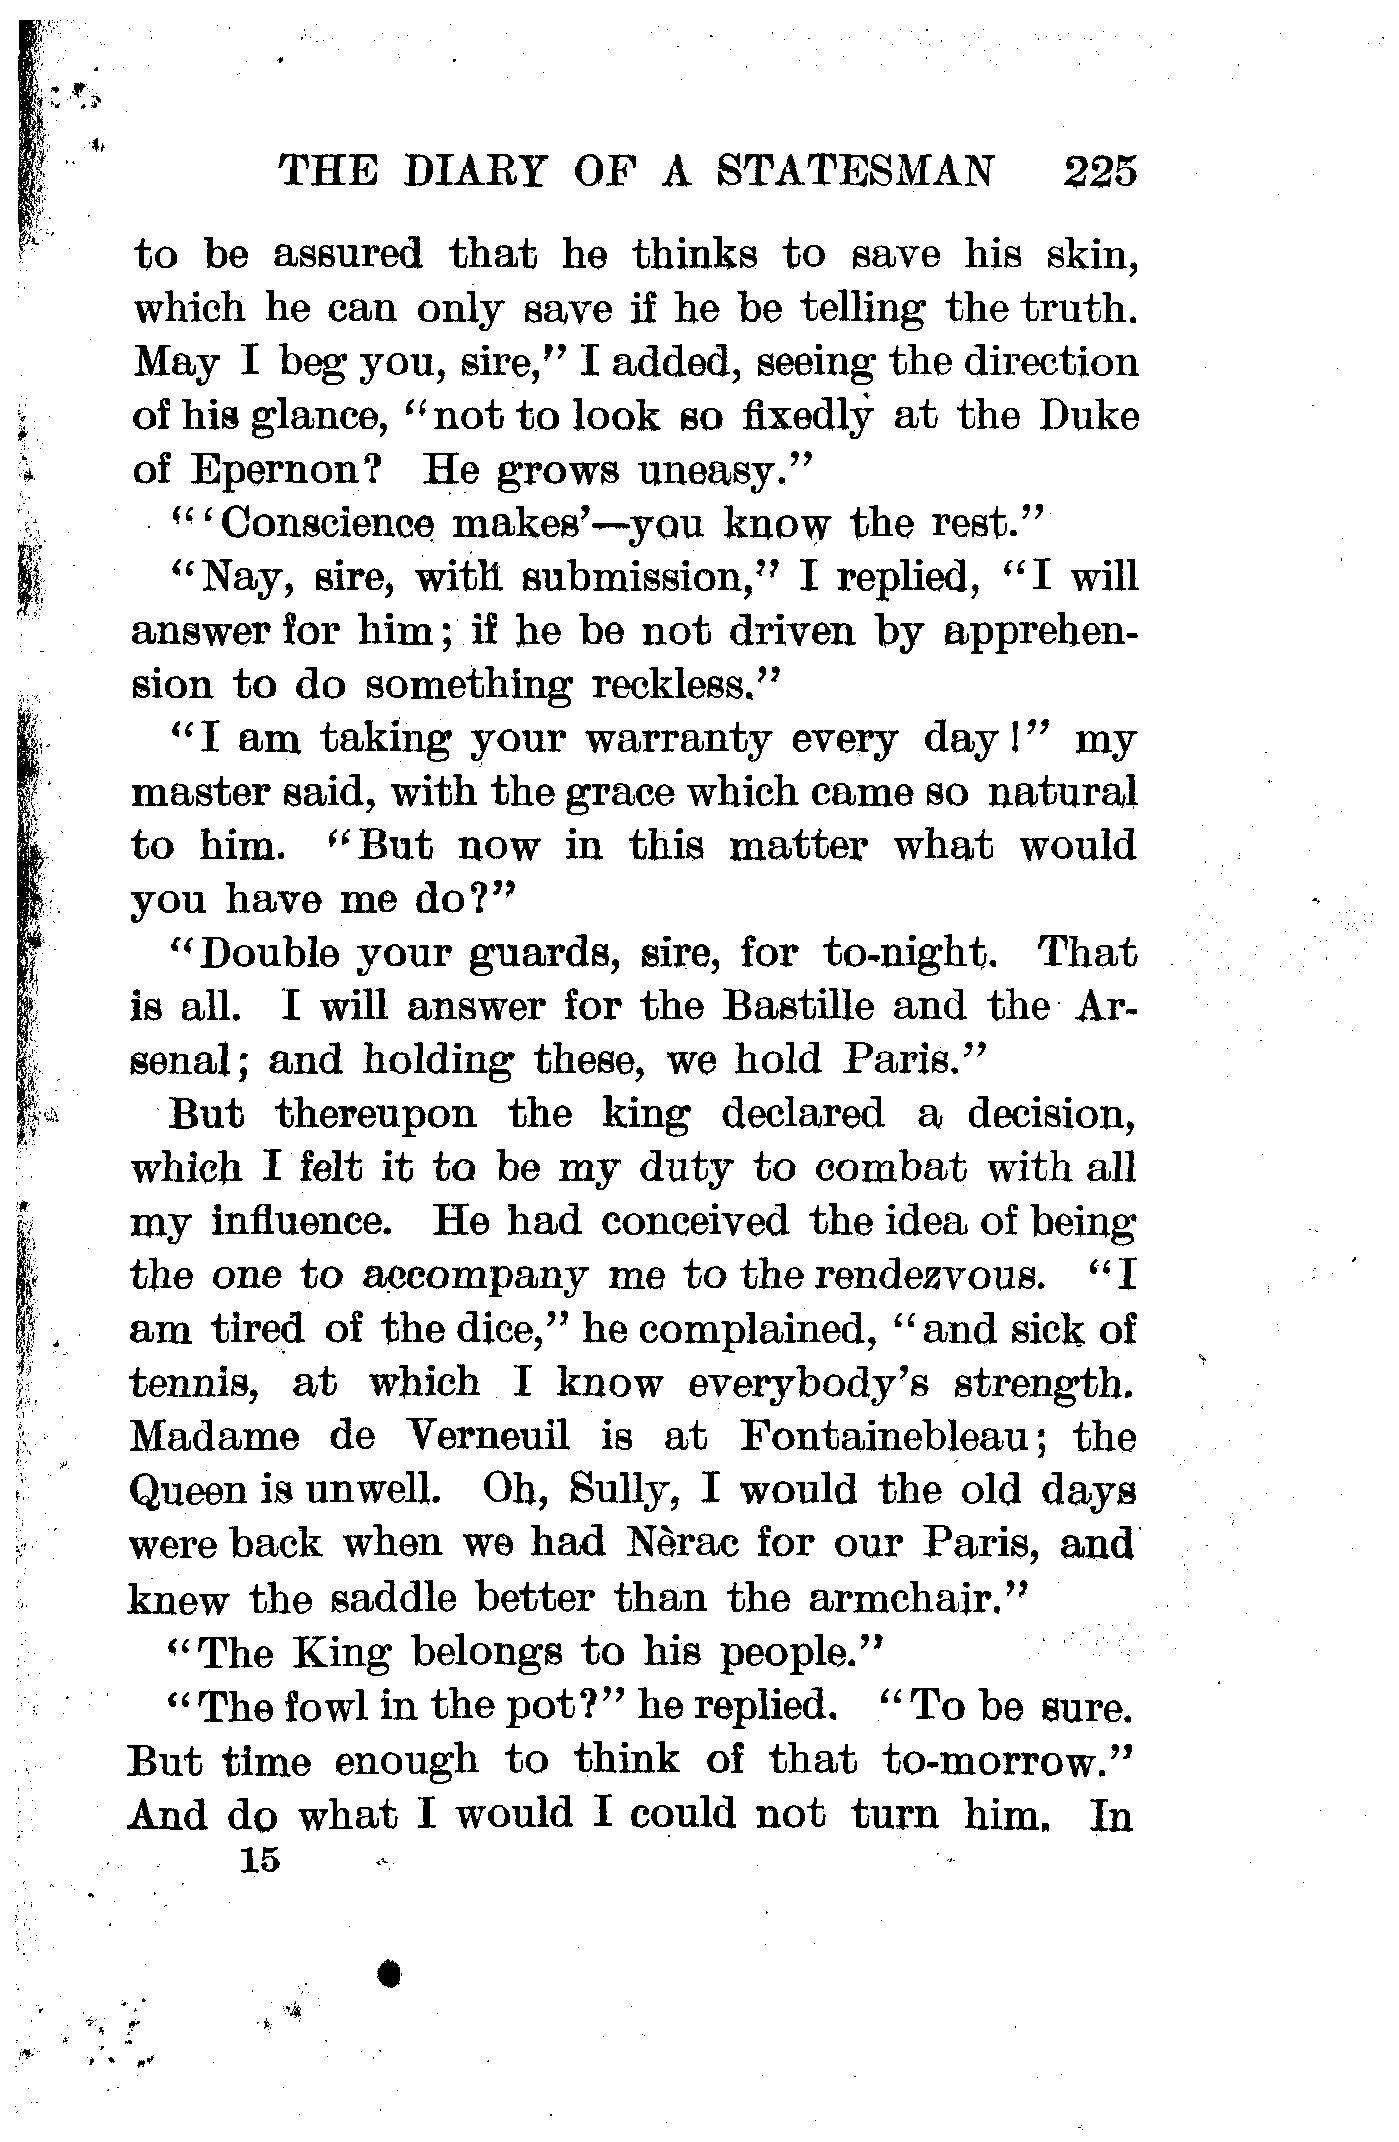 THE DIARY OF A STATESMAN 225
to be assured that he thinks to save his skin,
which he can only save if he be telling the truth.
May I beg you, sire," I added, seeing the direction
of his glance, "not to look so fixedly at the Duke
of Epernon? He grows uneasy."
"'Conscience makes'—you know the rest."
"Nay, sire, with submission," I replied, "I will
answer for him; if he be not driven by apprehen-
sion to do something reckless."
"I am taking your warranty every day!" my
master said, with the grace which came so natural
to him. "But now in this matter what would
you have me do?"
"Double your guards, sire, for to-night. That
is all. I will answer for the Bastille and the Ar-
senal; and holding these, we hold Paris."
But thereupon the king declared a decision,
which I felt it to be my duty to combat with all
my influence. He had conceived the idea of being
the one to accompany me to the rendezvous. "I
am tired of the dice," he complained, "and sick of
tennis, at which I know everybody's strength.
Madame de Verneuil is at Fontainebleau; the
Queen is unwell. Oh, Sully, I would the old days
were back when we had Nèrac for our Paris, and
knew the saddle better than the armchair."
"The King belongs to his people."
"The fowl in the pot?" he replied. "To be sure.
But time enough to think of that to-morrow."
And do what I would I could not turn him. In
15